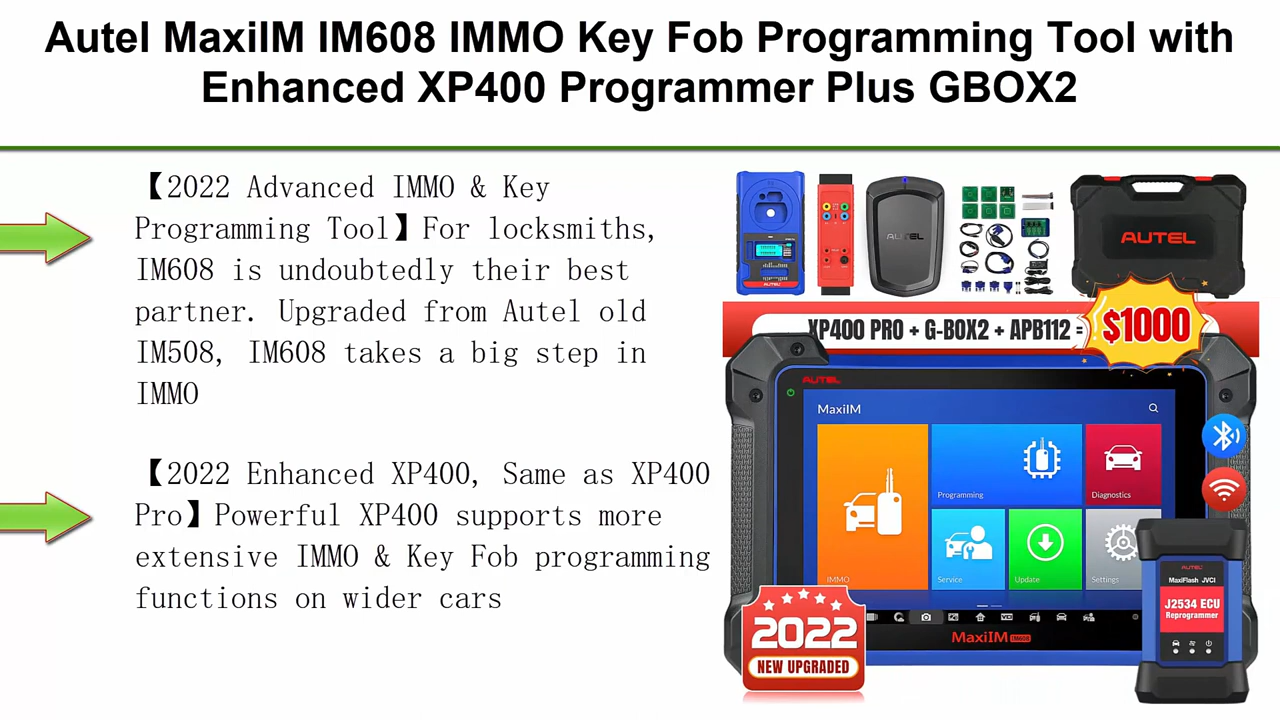 Autel MaxiIM IM608 IMMO Key Fob Programming Tool with
Enhanced XP400 Programmer Plus GBOX2
【2022 Advanced IMMO & Key
Programming Tool】For locksmiths,
IM608 is undoubtedly their best
partner. Upgraded from Autel old
IM508, IM608 takes a big step in
IMMO
【2022 Enhanced XP400, Same as XP400
Pro】Powerful XP400 supports more
extensive IMMO & Key Fob programming
functions on wider cars
AUTEL
AUTEL
AUTEL
XP400 PRO + G-BOX2 + APB112 =
$1000
AUTEL
MaxiIM
Programming
Diagnostics
IMMO
Service
Update
Settings
VCI
MaxiIM IM608
2022
NEW UPGRADED
AUTEL
MaxiFlash JVCI
J2534 ECU
Reprogrammer